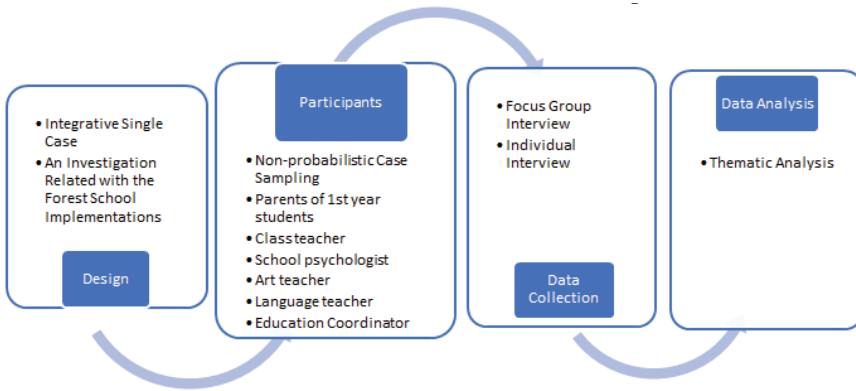 • Integrative Single
Case
• An Investigation
Related with the
Forest School
Implementations
Design
Participants
• Non-probabilistic Case
Sampling
• Parents of 1st year
students
• Class teacher
• School psychologist
• Art teacher
• Language teacher
• Education Coordinator
• Focus Group
Interview
• Individual
Interview
Data
Collection
Data Analysis
• Thematic Analysis